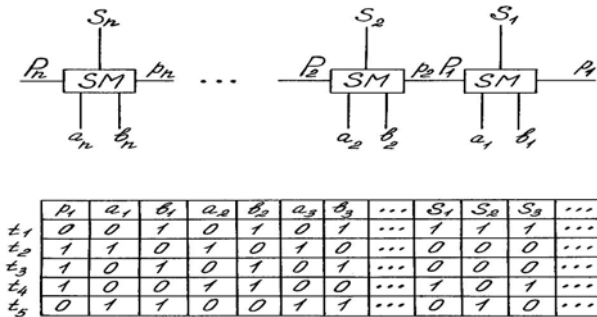 Sₙ S₂ S₁
Pₙ SM pₙ ... P₂ SM p₂ P₁ SM p₁
aₙ bₙ a₂ b₂ a₁ b₁
p₁ a₁ b₁ a₂ b₂ a₃ b₃ ... S₁ S₂ S₃ ...
t₁ 0 0 1 0 1 0 1 ... 1 1 1 ...
t₂ 1 1 0 1 0 1 0 ... 0 0 0 ...
t₃ 1 0 1 0 1 0 1 ... 0 0 0 ...
t₄ 1 0 0 1 1 0 0 ... 1 0 1 ...
t₅ 0 1 1 0 0 1 1 ... 0 1 0 ...